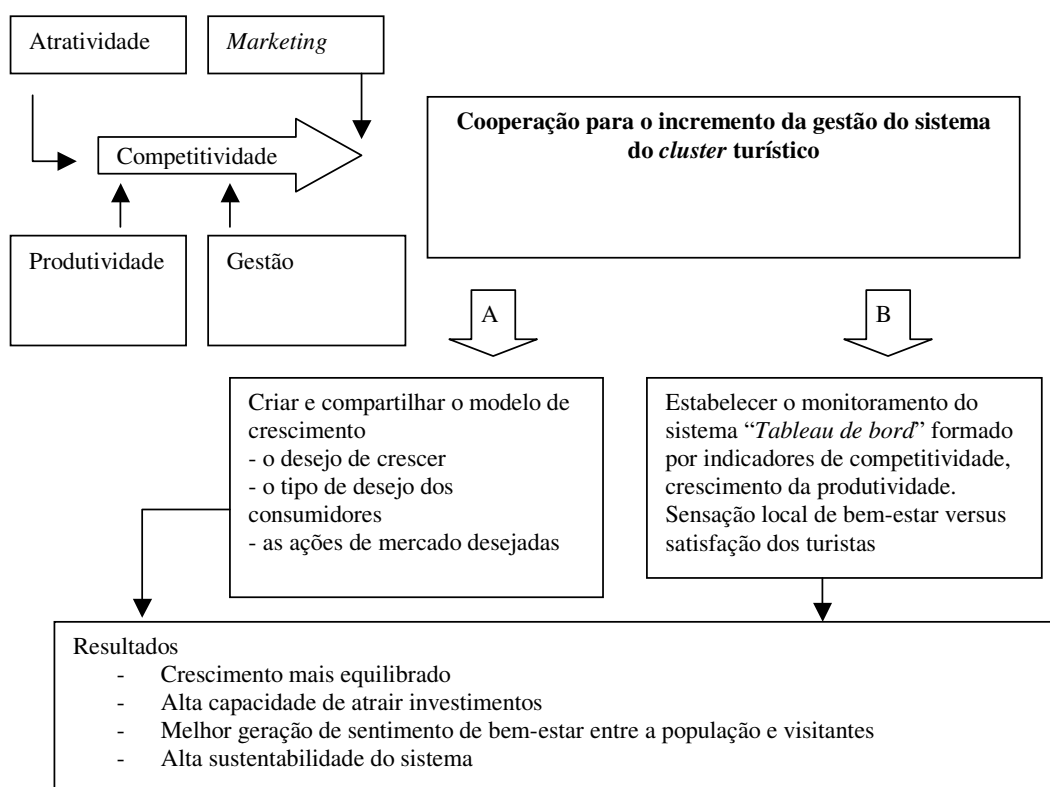 Atratividade
Marketing
Competitividade
Produtividade
Gestão
Cooperação para o incremento da gestão do sistema
do cluster turístico
A
B
Criar e compartilhar o modelo de
crescimento
- o desejo de crescer
- o tipo de desejo dos
consumidores
- as ações de mercado desejadas
Estabelecer o monitoramento do
sistema “Tableau de bord” formado
por indicadores de competitividade,
crescimento da produtividade.
Sensação local de bem-estar versus
satisfação dos turistas
Resultados
- Crescimento mais equilibrado
- Alta capacidade de atrair investimentos
- Melhor geração de sentimento de bem-estar entre a população e visitantes
- Alta sustentabilidade do sistema